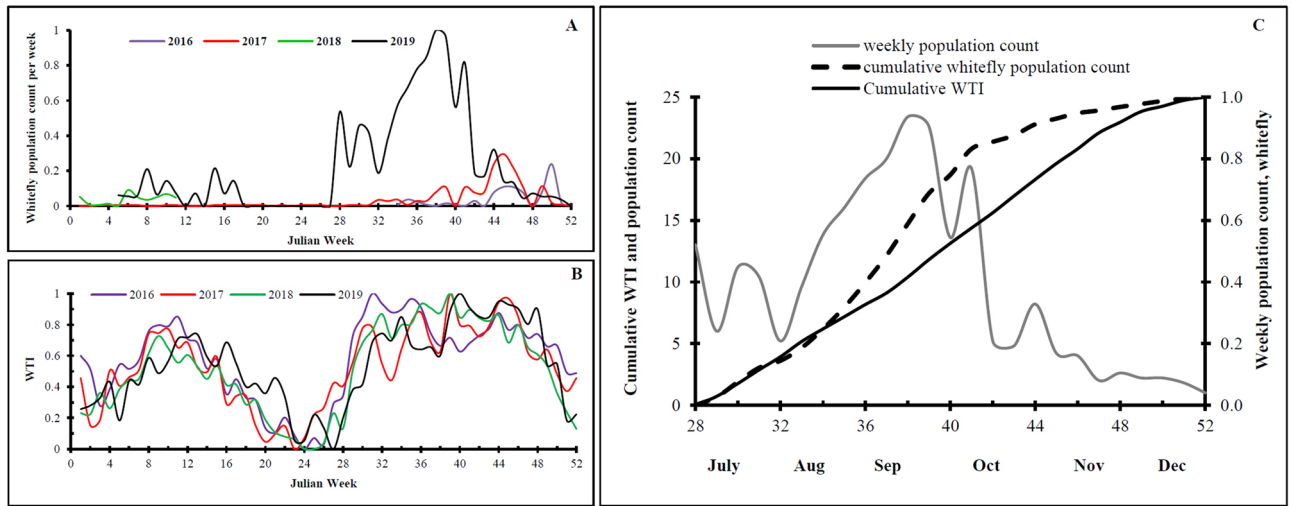 A
2016 2017 2018 2019
Whitefly population count per week
1
0.8
0.6
0.4
0.2
0
0 4 8 12 16 20 24 28 32 36 40 44 48 52
Julian Week
B
2016 2017 2018 2019
WTI
1
0.8
0.6
0.4
0.2
0
0 4 8 12 16 20 24 28 32 36 40 44 48 52
Julian Week
C
weekly population count
cumulative whitefly population count
Cumulative WTI
Cumulative WTI and population count
25
20
15
10
5
0
1.0
0.8
0.6
0.4
0.2
0.0
Weekly population count, whitefly
28 32 36 40 44 48 52
July Aug Sep Oct Nov Dec